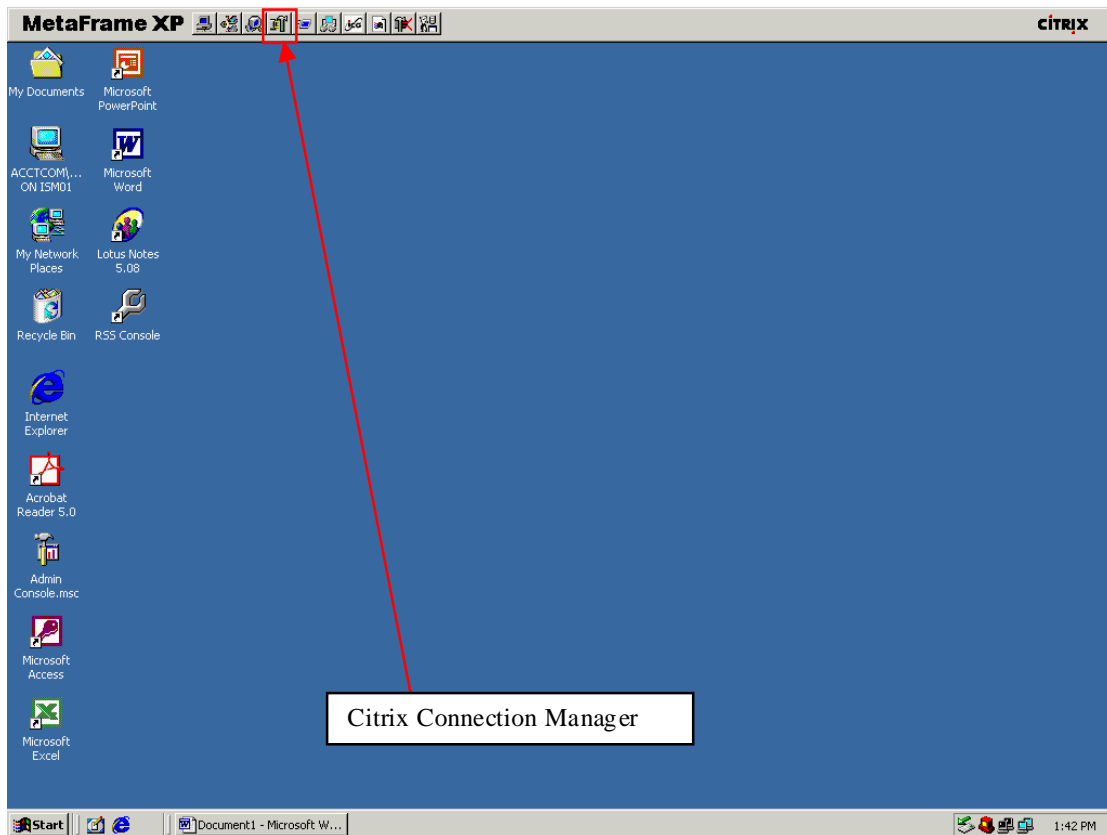 MetaFrame XP
CİTRIX
My Documents
Microsoft
PowerPoint
ACCTCOM\...
ON ISM01
Microsoft
Word
My Network
Places
Lotus Notes
5.08
Recycle Bin
RSS Console
Internet
Explorer
Acrobat
Reader 5.0
Admin
Console.msc
Microsoft
Access
Microsoft
Excel
Citrix Connection Manager
Start
Document1 - Microsoft W...
1:42 PM